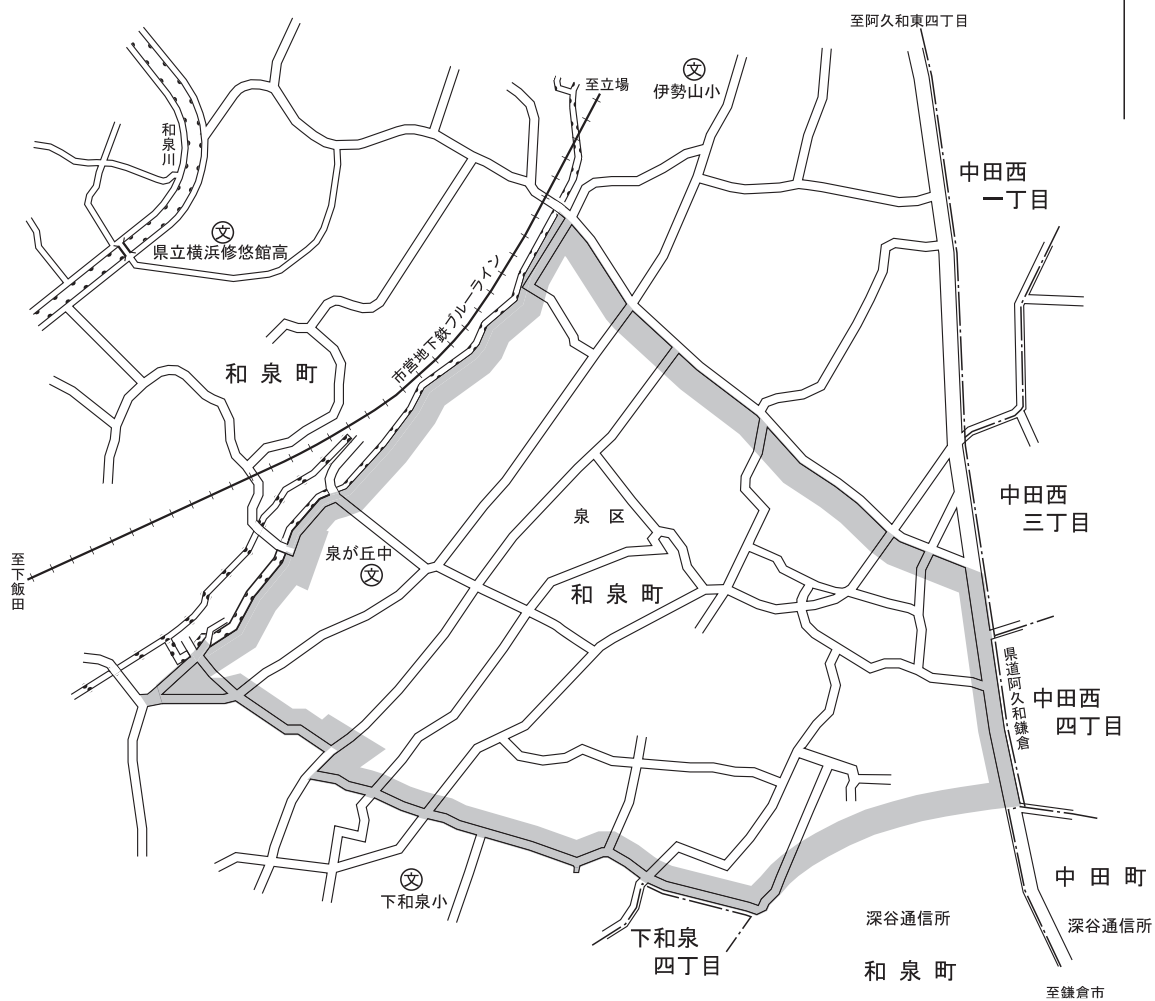 至阿久和東四丁目
至立場
文
伊勢山小
和泉川
中田西
一丁目
文
県立横浜修悠館高
市営地下鉄ブルーライン
和泉町
中田西
三丁目
泉区
泉が丘中
文
至下飯田
和泉町
県道阿久和鎌倉
中田西
四丁目
文
下和泉小
中田町
深谷通信所
深谷通信所
下和泉
四丁目
和泉町
至鎌倉市